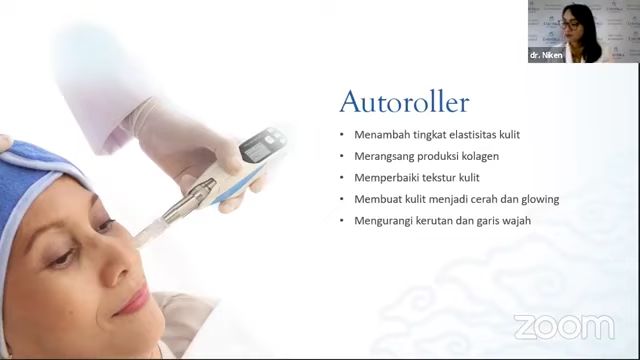 dr. Niken
Autoroller
• Menambah tingkat elastisitas kulit
• Merangsang produksi kolagen
• Memperbaiki tekstur kulit
• Membuat kulit menjadi cerah dan glowing
• Mengurangi kerutan dan garis wajah
zoom